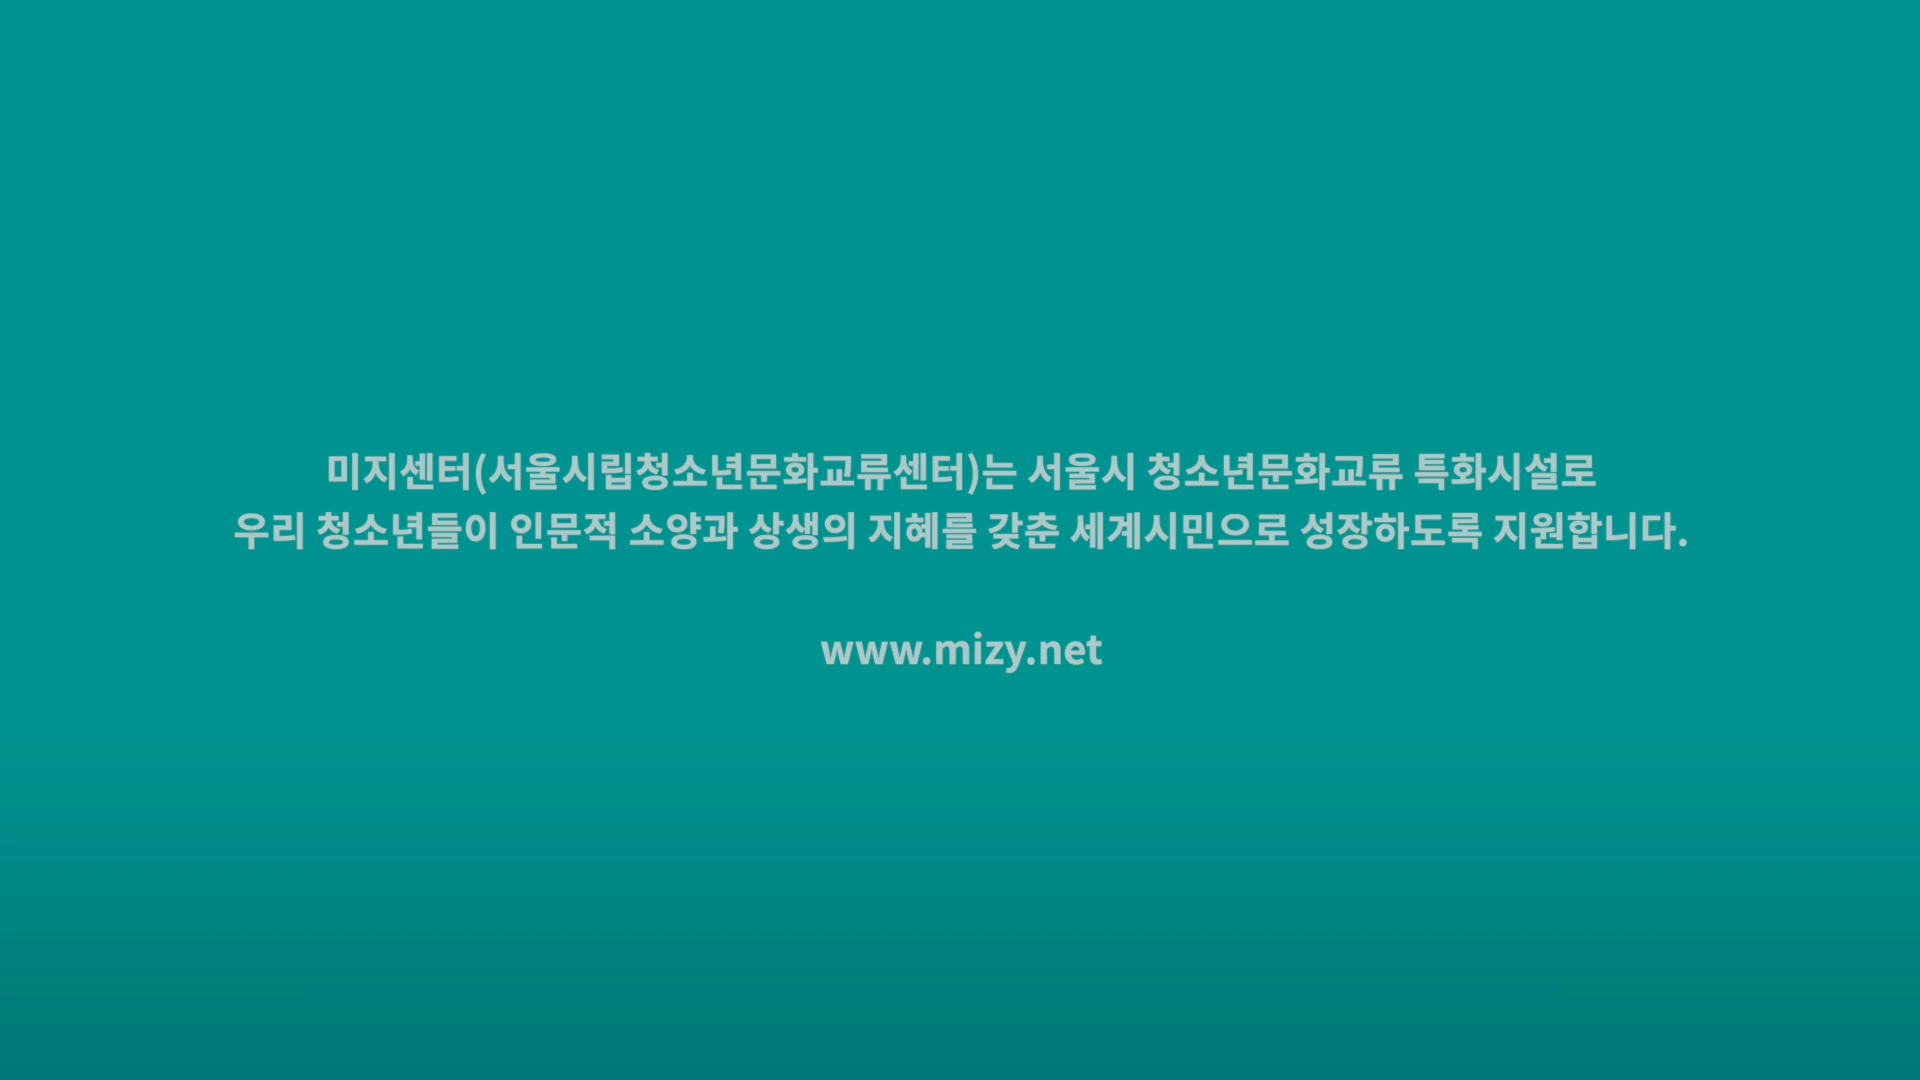 미지센터(서울시립청소년문화교류센터)는 서울시 청소년문화교류 특화시설로
우리 청소년들이 인문적 소양과 상생의 지혜를 갖춘 세계시민으로 성장하도록 지원합니다.
www.mizy.net